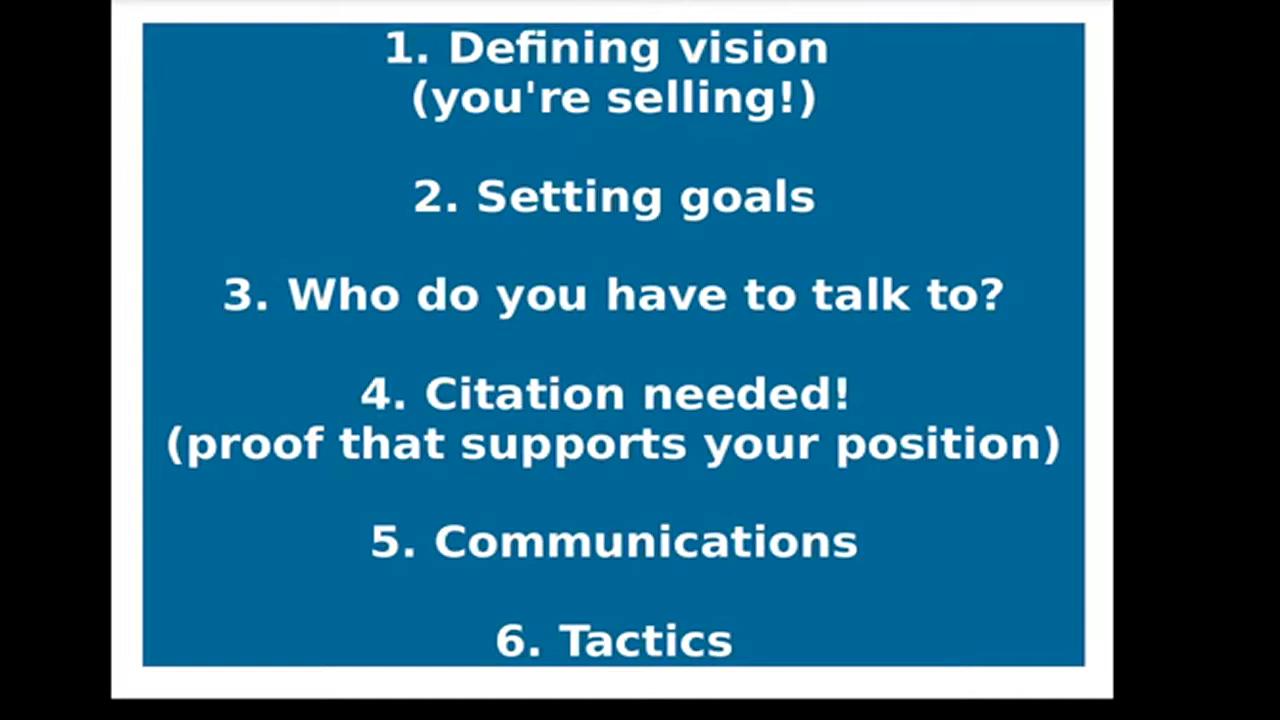 1. Defining vision
(you're selling!)
2. Setting goals
3. Who do you have to talk to?
4. Citation needed!
(proof that supports your position)
5. Communications
6. Tactics